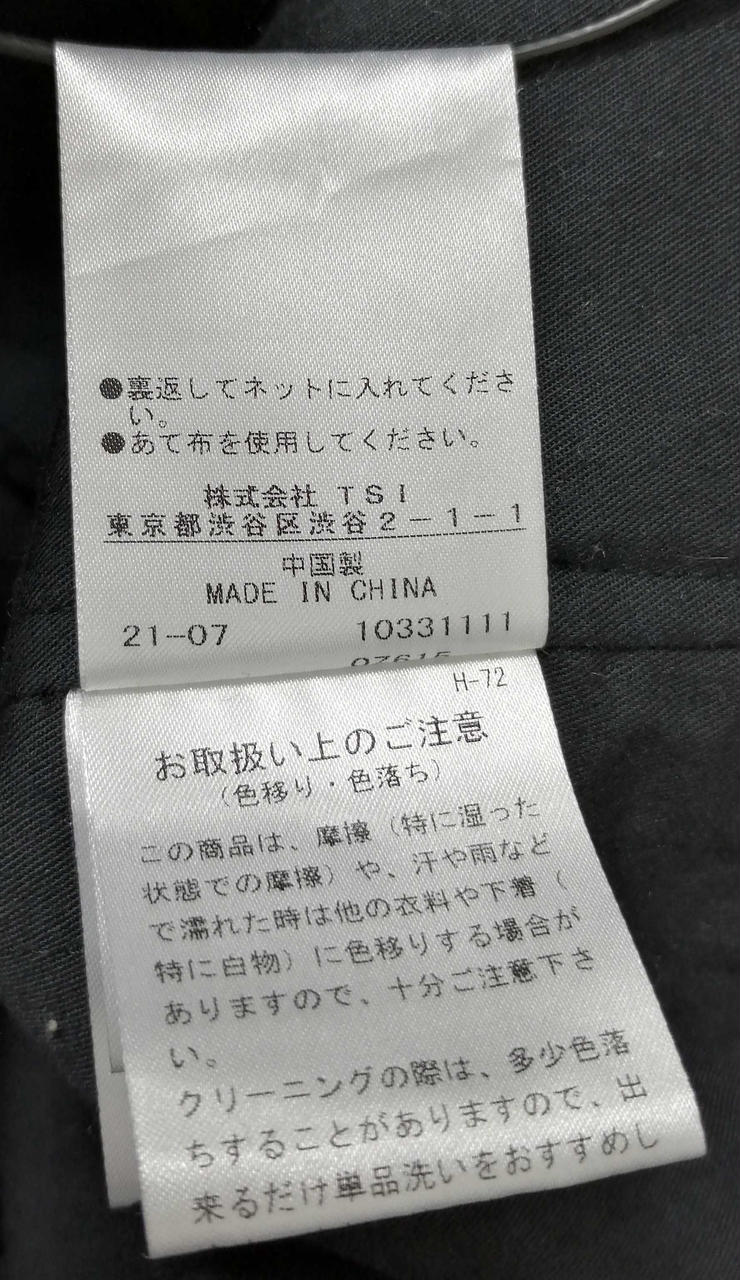 ●裏返してネットに入れてくださ
い。
●あて布を使用してください。
株式会社 TSI
東京都渋谷区渋谷2-1-1
中国製
MADE IN CHINA
21-07 10331111
H-72
お取扱い上のご注意
(色移り・色落ち)
この商品は、摩擦(特に湿った
状態での摩擦)や、汗や雨など
で濡れた時は他の衣料や下着(
特に白物)に色移りする場合が
ありますので、十分ご注意下さ
い。
クリーニングの際は、多少色落
ちすることがありますので、出
来るだけ単品洗いをおすすめし